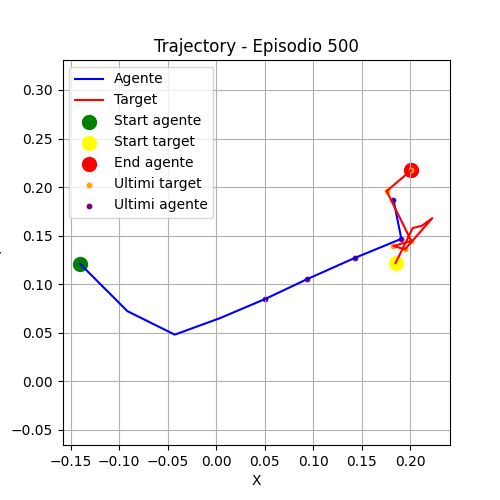 Trajectory - Episodio 500
Agente
Target
Start agente
Start target
End agente
Ultimi target
Ultimi agente
0.30
0.25
0.20
0.15
0.10
0.05
0.00
−0.05
−0.15 −0.10 −0.05 0.00 0.05 0.10 0.15 0.20
X